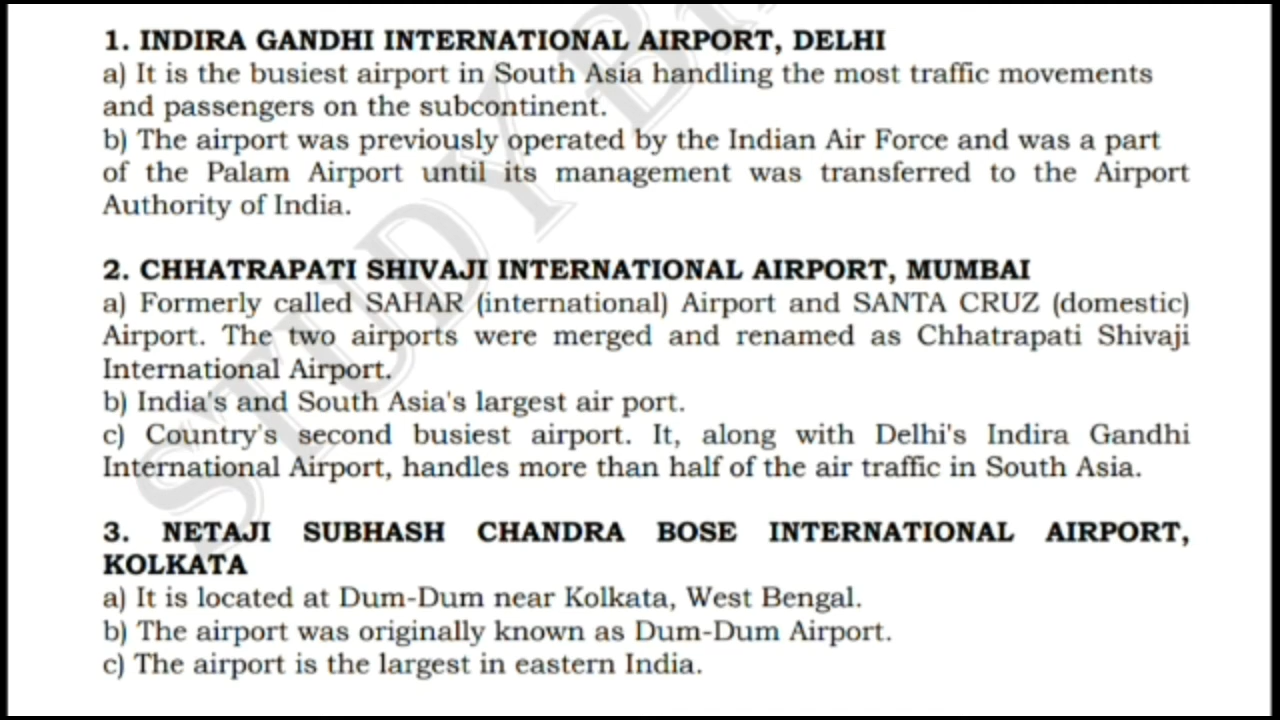 1. INDIRA GANDHI INTERNATIONAL AIRPORT, DELHI
a) It is the busiest airport in South Asia handling the most traffic movements
and passengers on the subcontinent.
b) The airport was previously operated by the Indian Air Force and was a part
of the Palam Airport until its management was transferred to the Airport
Authority of India.
2. CHHATRAPATI SHIVAJI INTERNATIONAL AIRPORT, MUMBAI
a) Formerly called SAHAR (international) Airport and SANTA CRUZ (domestic)
Airport. The two airports were merged and renamed as Chhatrapati Shivaji
International Airport.
b) India's and South Asia's largest air port.
c) Country's second busiest airport. It, along with Delhi's Indira Gandhi
International Airport, handles more than half of the air traffic in South Asia.
3. NETAJI SUBHASH CHANDRA BOSE INTERNATIONAL AIRPORT,
KOLKATA
a) It is located at Dum-Dum near Kolkata, West Bengal.
b) The airport was originally known as Dum-Dum Airport.
c) The airport is the largest in eastern India.
STUDY